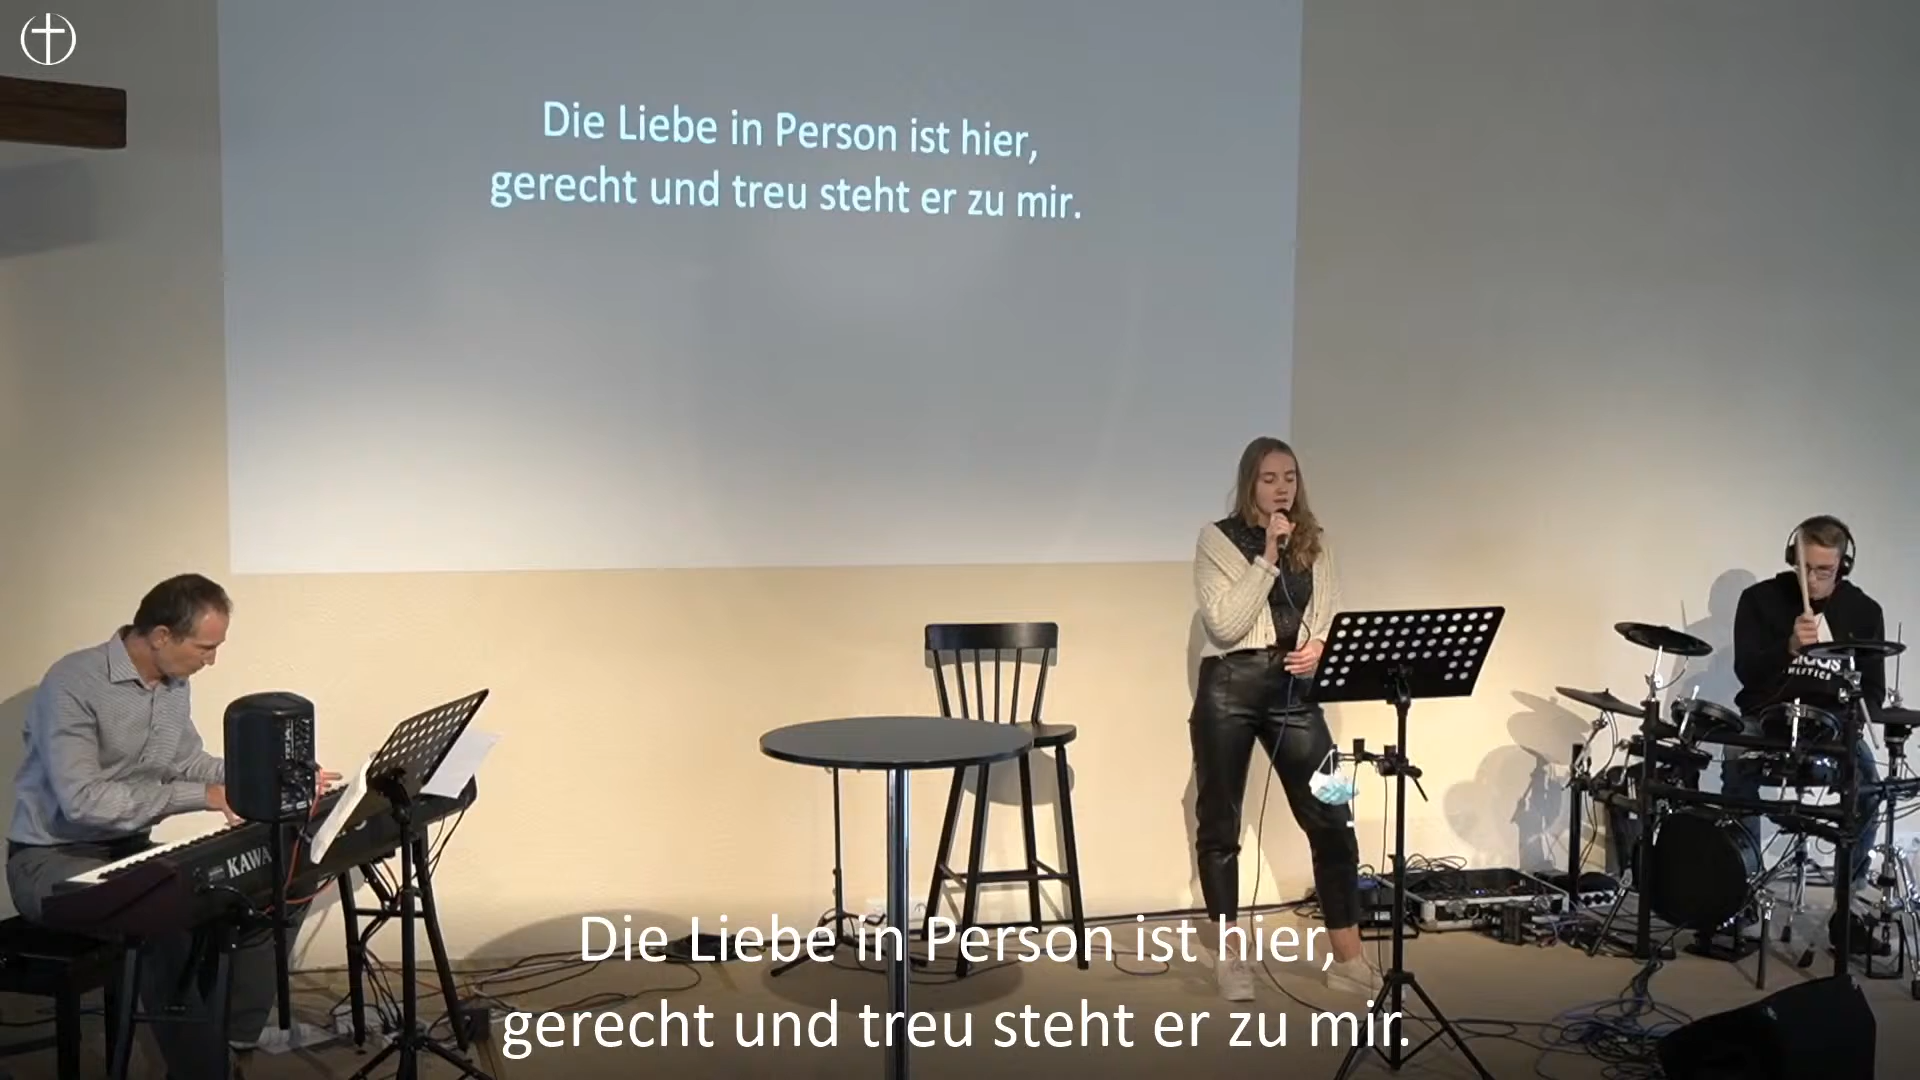 Die Liebe in Person ist hier,
gerecht und treu steht er zu mir.
KAWA
Die Liebe in Person ist hier,
gerecht und treu steht er zu mir.